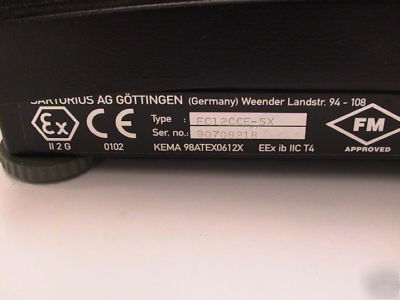 SARTORIUS AG GÖTTINGEN (Germany) Weender Landstr. 94 - 108
Ex CE Type : FC12CCE-SX
Ser. no.: 90708218
FM
II 2 G 0102 KEMA 98ATEX0612X EEx ib IIC T4 APPROVED